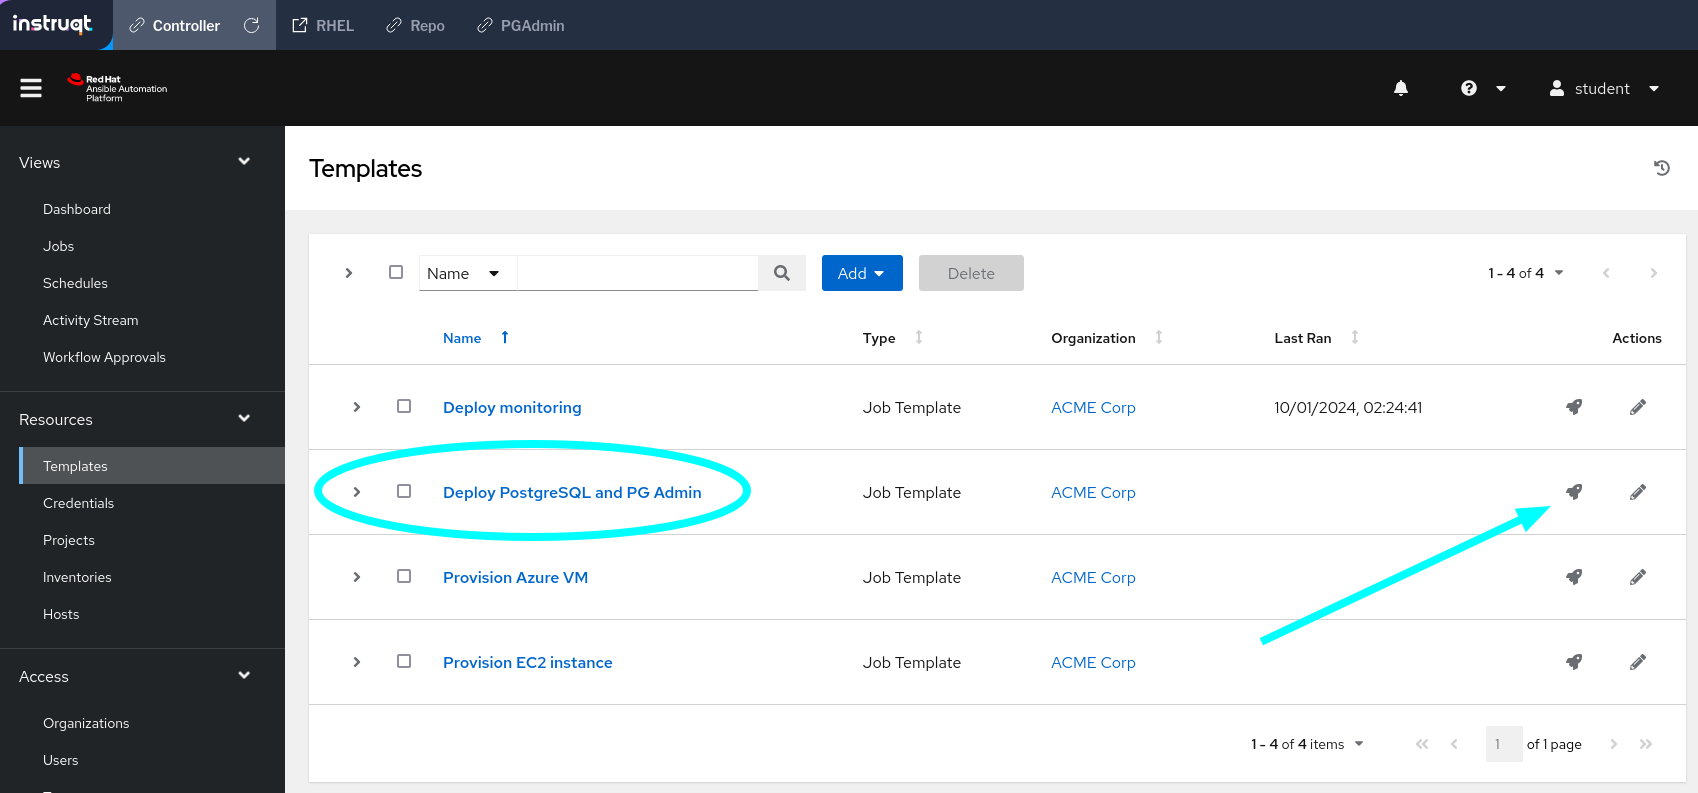 instruqt Controller RHEL Repo PGAdmin
Red Hat
Ansible Automation
Platform
student
Views
Dashboard
Jobs
Schedules
Activity Stream
Workflow Approvals
Resources
Templates
Credentials
Projects
Inventories
Hosts
Access
Organizations
Users
Templates
Name Add Delete 1 - 4 of 4
Name Type Organization Last Ran Actions
Deploy monitoring Job Template ACME Corp 10/01/2024, 02:24:41
Deploy PostgreSQL and PG Admin Job Template ACME Corp
Provision Azure VM Job Template ACME Corp
Provision EC2 instance Job Template ACME Corp
1 - 4 of 4 items 1 of 1 page